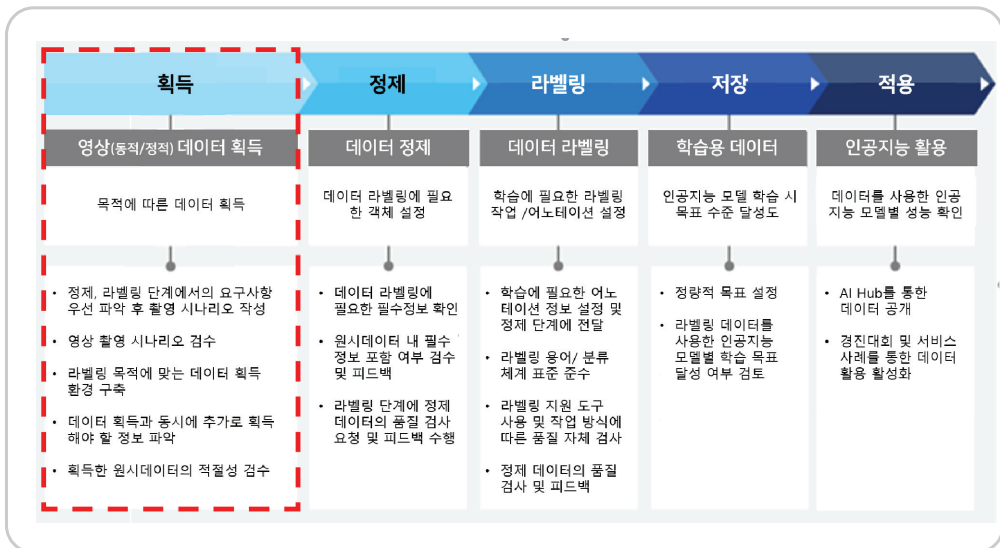 획득
정제
라벨링
저장
적용
영상(동적/정적) 데이터 획득
데이터 정제
데이터 라벨링
학습용 데이터
인공지능 활용
목적에 따른 데이터 획득
데이터 라벨링에 필요
한 객체 설정
학습에 필요한 라벨링
작업 /어노테이션 설정
인공지능 모델 학습 시
목표 수준 달성도
데이터를 사용한 인공
지능 모델별 성능 확인
• 정제, 라벨링 단계에서의 요구사항
우선 파악 후 촬영 시나리오 작성
• 영상 촬영 시나리오 검수
• 라벨링 목적에 맞는 데이터 획득
환경 구축
• 데이터 획득과 동시에 추가로 획득
해야 할 정보 파악
• 획득한 원시데이터의 적절성 검수
• 데이터 라벨링에
필요한 필수정보 확인
• 원시데이터 내 필수
정보 포함 여부 검수
및 피드백
• 라벨링 단계에 정제
데이터의 품질 검사
요청 및 피드백 수행
• 학습에 필요한 어노
테이션 정보 설정 및
정제 단계에 전달
• 라벨링 용어/ 분류
체계 표준 준수
• 라벨링 지원 도구
사용 및 작업 방식에
따른 품질 자체 검사
• 정제 데이터의 품질
검사 및 피드백
• 정량적 목표 설정
• 라벨링 데이터를
사용한 인공지능
모델별 학습 목표
달성 여부 검토
• AI Hub를 통한
데이터 공개
• 경진대회 및 서비스
사례를 통한 데이터
활용 활성화